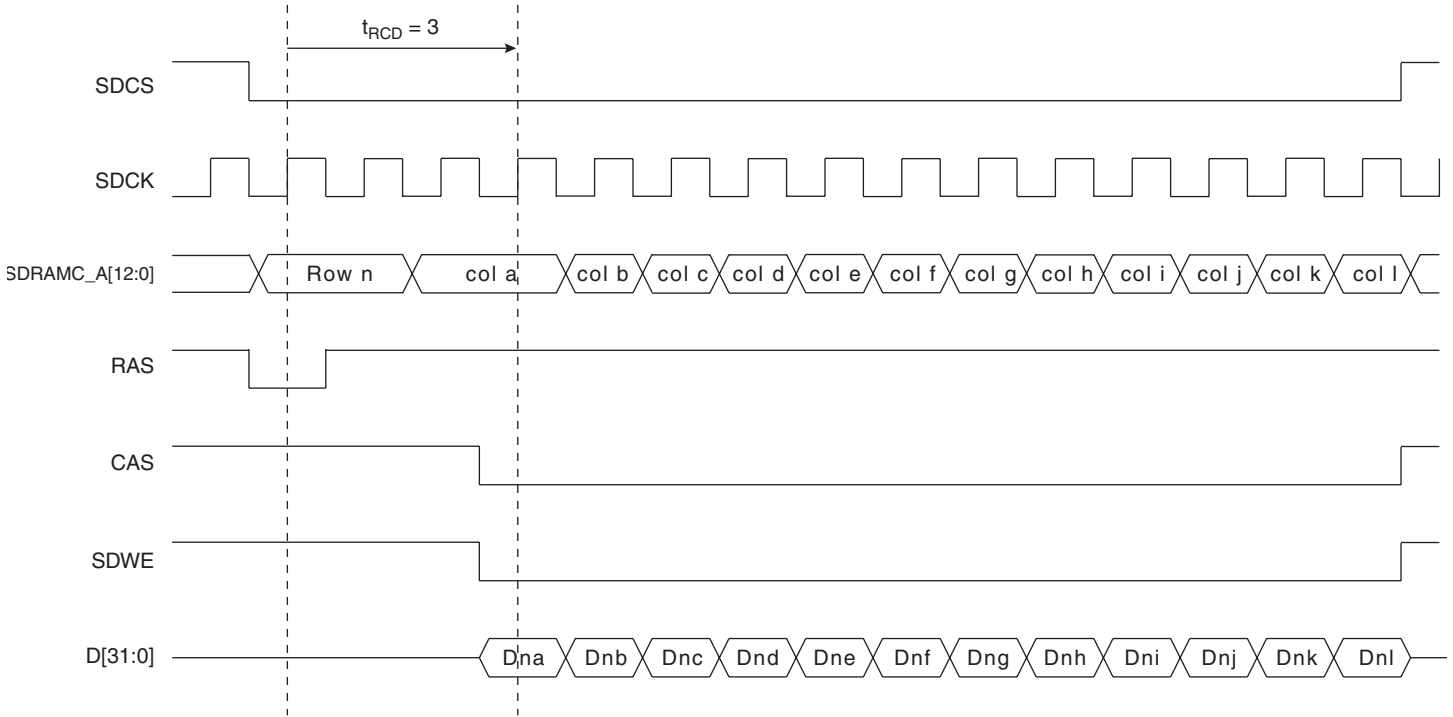 tRCD = 3
SDCS
SDCK
SDRAMC_A[12:0] Row n col a col b col c col d col e col f col g col h col i col j col k col l
RAS
CAS
SDWE
D[31:0] Dna Dnb Dnc Dnd Dne Dnf Dng Dnh Dni Dnj Dnk Dnl